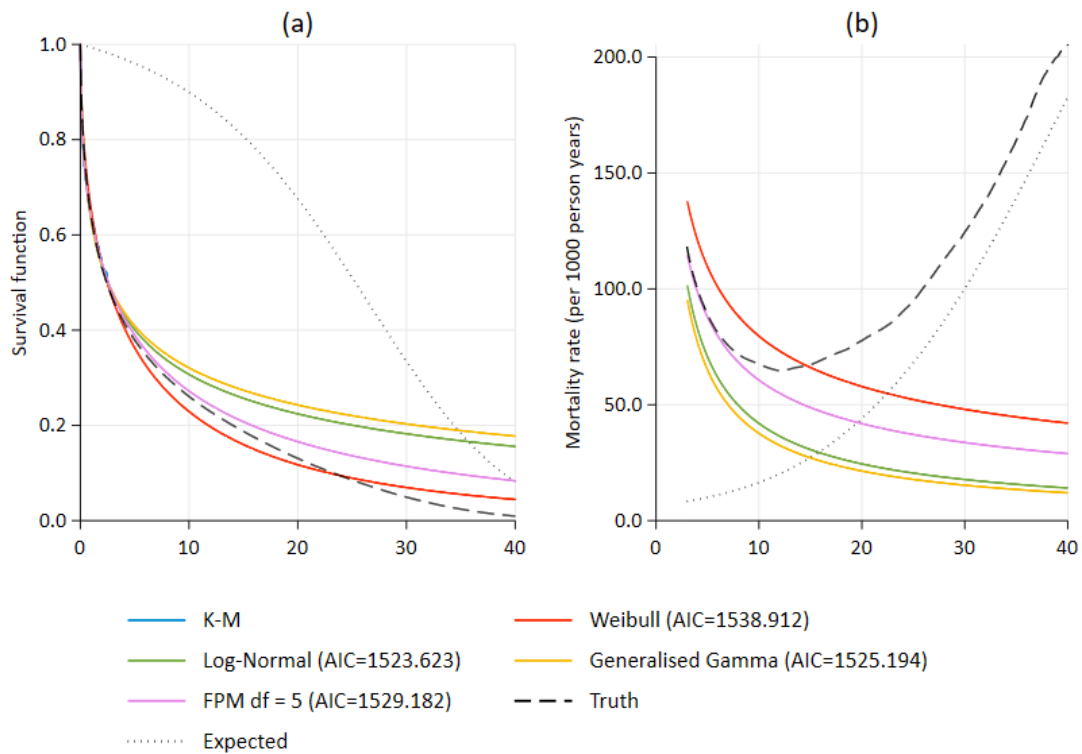 (a)
(b)
Survival function
1.0
0.8
0.6
0.4
0.2
0.0
0 10 20 30 40
Mortality rate (per 1000 person years)
200.0
150.0
100.0
50.0
0.0
0 10 20 30 40
K-M
Weibull (AIC=1538.912)
Log-Normal (AIC=1523.623)
Generalised Gamma (AIC=1525.194)
FPM df = 5 (AIC=1529.182)
Truth
Expected